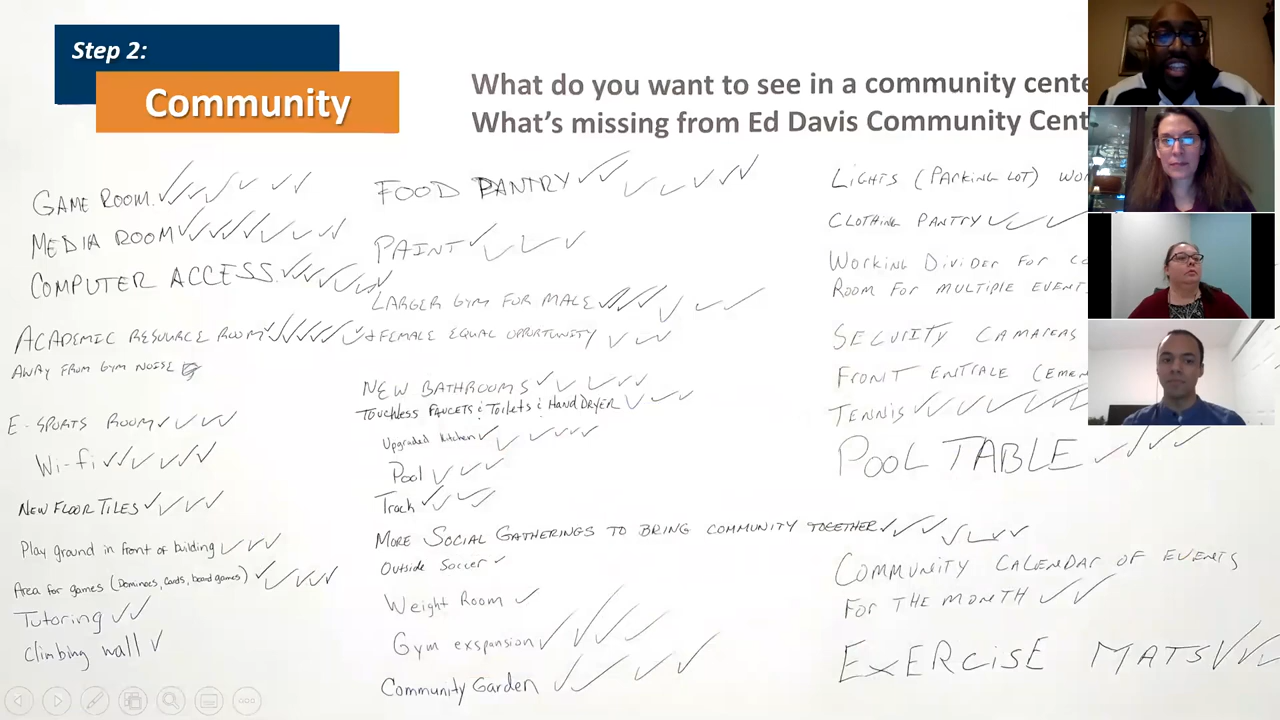 Step 2:
Community
What do you want to see in a community cente
What's missing from Ed Davis Community Cent
GAME ROOM ✓✓✓✓✓✓
MEDIA ROOM ✓✓✓✓✓✓✓✓
COMPUTER ACCESS ✓✓✓✓✓✓✓
ACADEMIC RESOURCE ROOM ✓✓✓✓✓✓
AWAY FROM GYM NOISE
E-SPORTS ROOM ✓✓✓✓
Wi-fi ✓✓✓✓✓
NEW FLOOR TILES ✓✓✓✓
Play ground in front of building ✓✓✓
Area for games (Dominoes, cards, board games) ✓✓✓✓
Tutoring ✓✓
Climbing wall ✓
FOOD PANTRY ✓✓✓✓✓✓
PAINT ✓✓✓✓
LARGER GYM FOR MALE ✓✓✓✓✓✓
& FEMALE EQUAL OPPORTUNITY ✓✓✓
NEW BATHROOMS ✓✓✓✓✓
TOUCHLESS FAUCETS & TOILETS & HAND DRYER ✓✓✓
Upgraded Kitchen ✓✓✓✓✓
Pool ✓✓✓
Track ✓✓✓
MORE SOCIAL GATHERINGS TO BRING COMMUNITY TOGETHER ✓✓✓✓✓✓
Outside Soccer ✓
Weight Room ✓
Gym exspansion ✓✓✓✓
Community Garden ✓✓✓✓
LIGHTS (PARKING LOT) WO
CLOTHING PANTRY ✓✓✓
WORKING DIVIDER FOR C
ROOM FOR MULTIPLE EVENT
SECURITY CAMARAS
FRONT ENTRALE CEMEN
TENNIS ✓✓✓✓✓✓
POOL TABLE ✓✓✓✓
COMMUNITY CALENDAR OF EVENTS
FOR THE MONTH ✓✓
EXERCISE MATS ✓✓✓